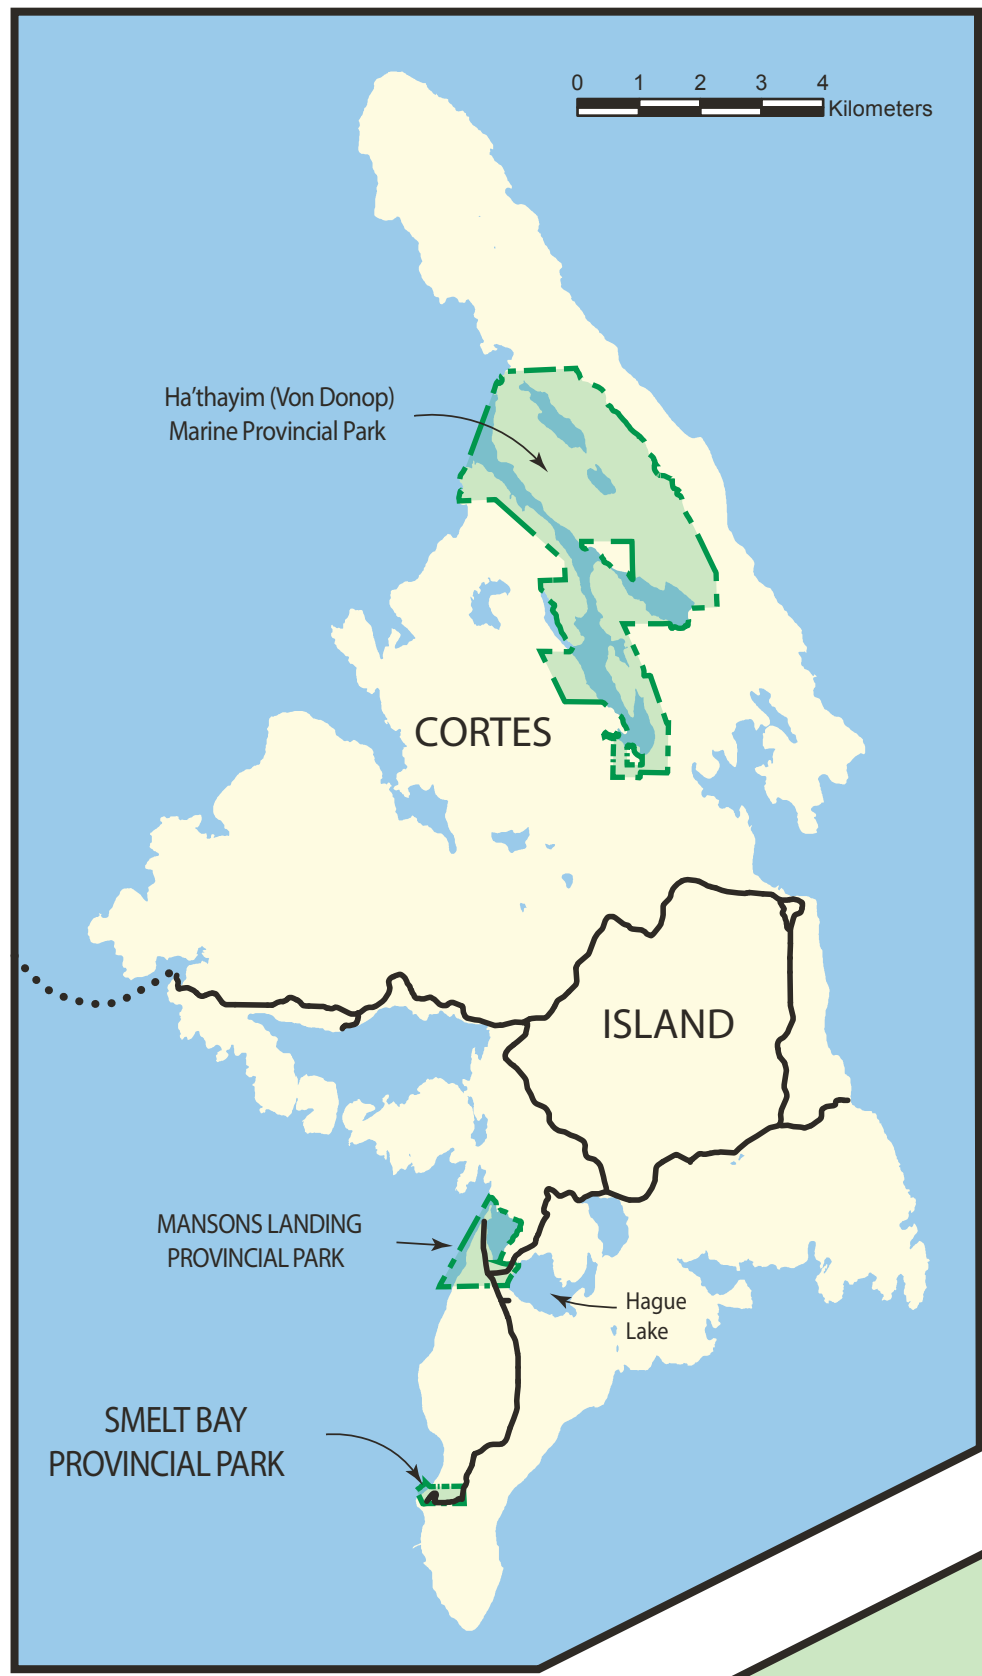 0 1 2 3 4
Kilometers
Ha'thayim (Von Donop)
Marine Provincial Park
CORTES
ISLAND
MANSONS LANDING
PROVINCIAL PARK
Hague
Lake
SMELT BAY
PROVINCIAL PARK